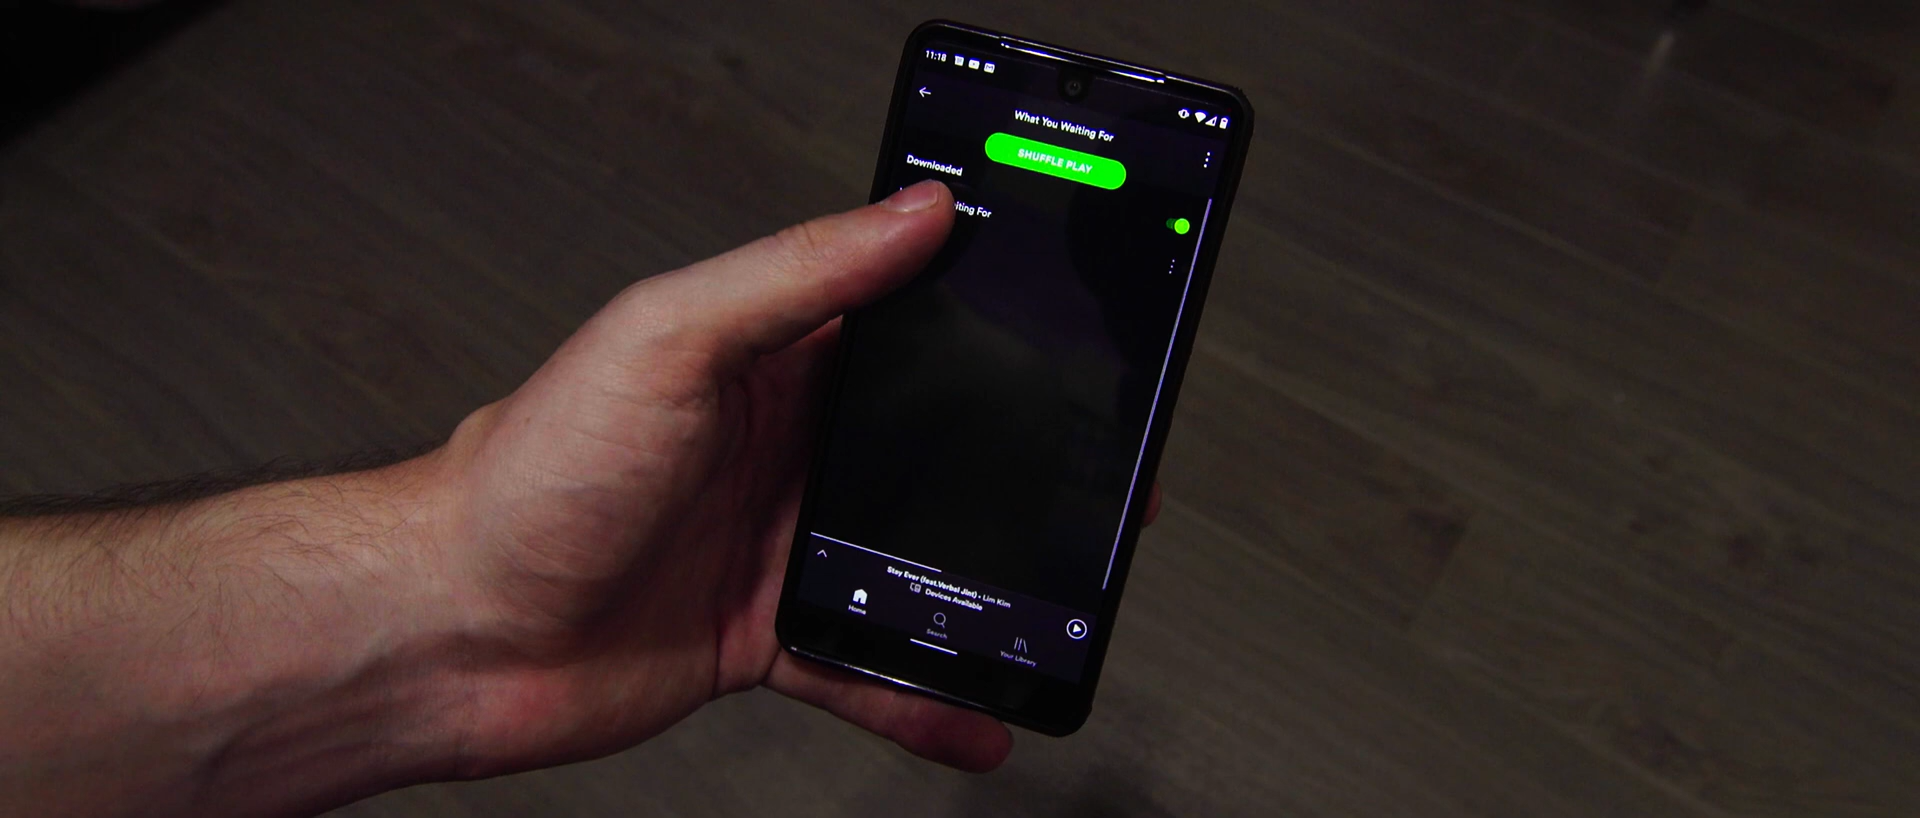 11:18
What You Waiting For
SHUFFLE PLAY
Downloaded
iting For
Stay Ever (feat.Verbal Jint) • Lim Kim
Devices Available
Home
Search
Your Library